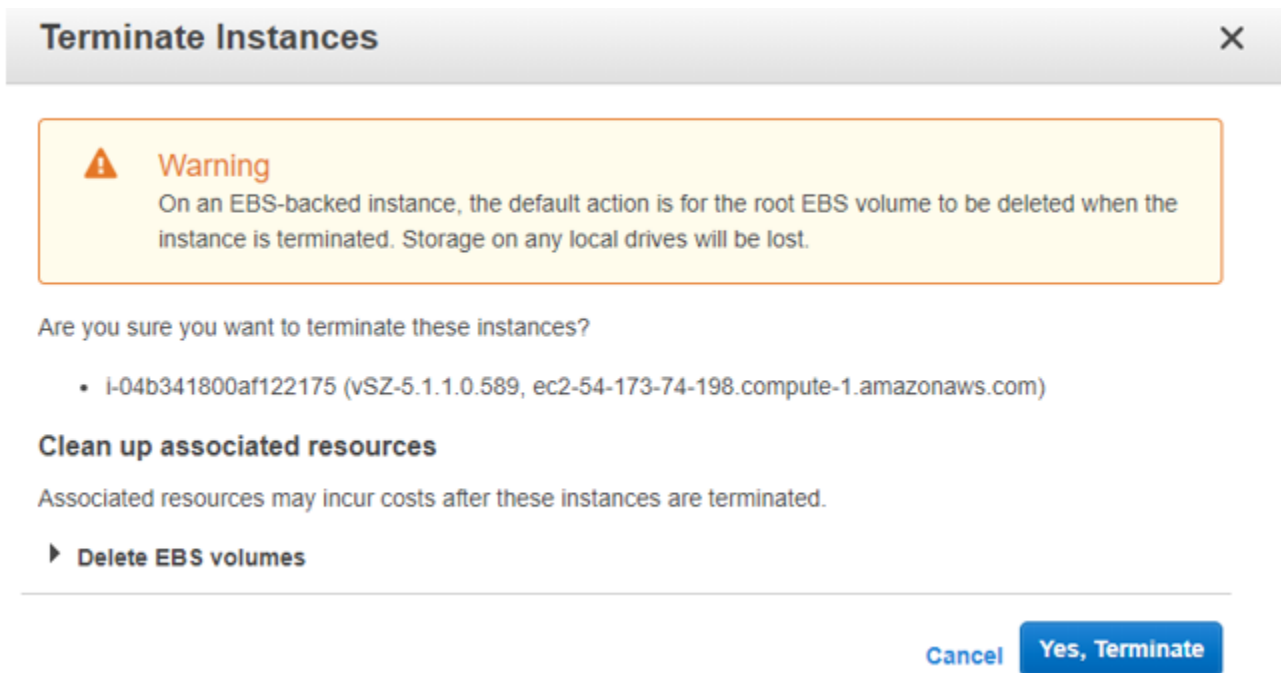 Terminate Instances
Warning
On an EBS-backed instance, the default action is for the root EBS volume to be deleted when the
instance is terminated. Storage on any local drives will be lost.
Are you sure you want to terminate these instances?
• i-04b341800af122175 (vSZ-5.1.1.0.589, ec2-54-173-74-198.compute-1.amazonaws.com)
Clean up associated resources
Associated resources may incur costs after these instances are terminated.
Delete EBS volumes
Cancel Yes, Terminate